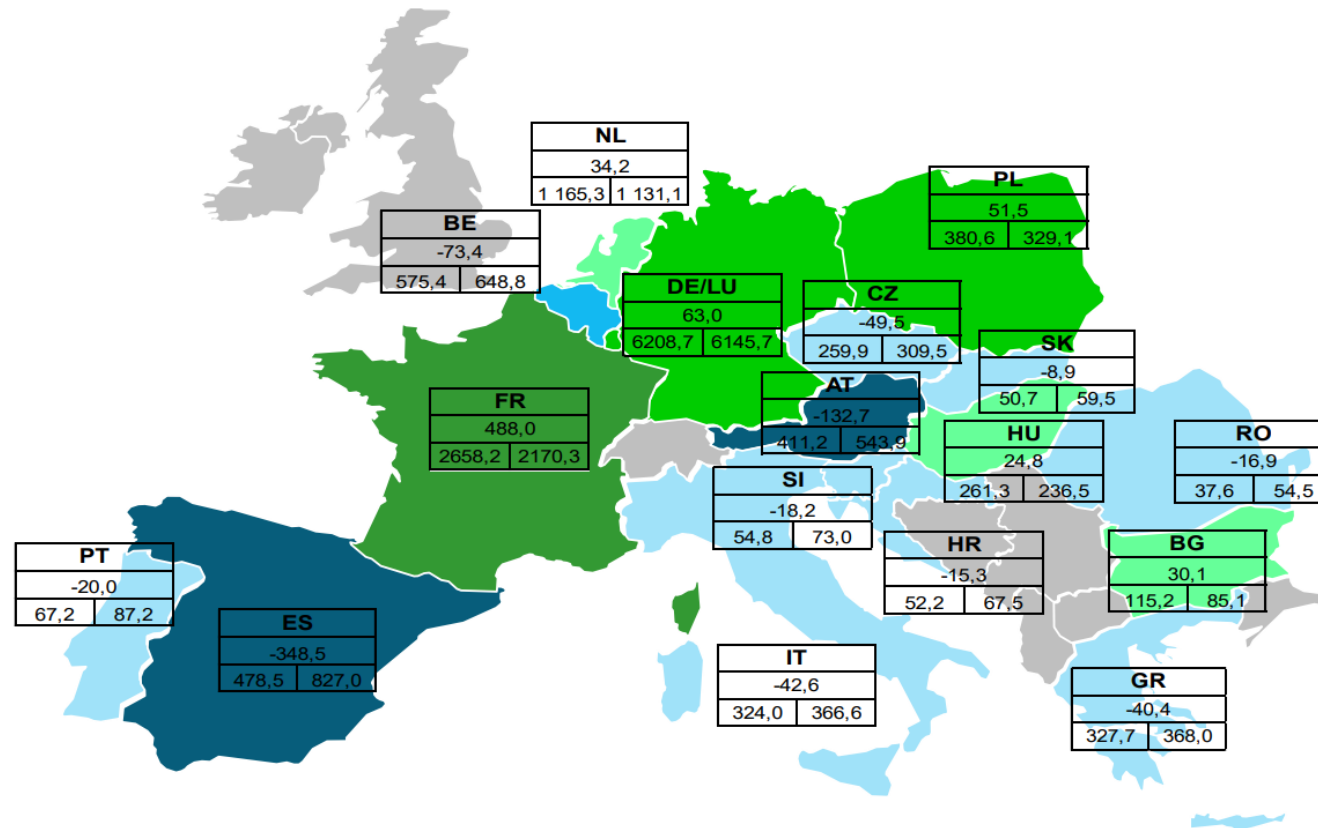 NL
34,2
1 165,3 1 131,1
PL
51,5
380,6 329,1
BE
-73,4
575,4 648,8
DE/LU
63,0
6208,7 6145,7
CZ
-49,5
259,9 309,5
SK
-8,9
50,7 59,5
AT
-132,7
411,2 543,9
FR
488,0
2658,2 2170,3
HU
24,8
261,3 236,5
RO
-16,9
37,6 54,5
SI
-18,2
54,8 73,0
HR
-15,3
52,2 67,5
BG
30,1
115,2 85,1
PT
-20,0
67,2 87,2
ES
-348,5
478,5 827,0
IT
-42,6
324,0 366,6
GR
-40,4
327,7 368,0